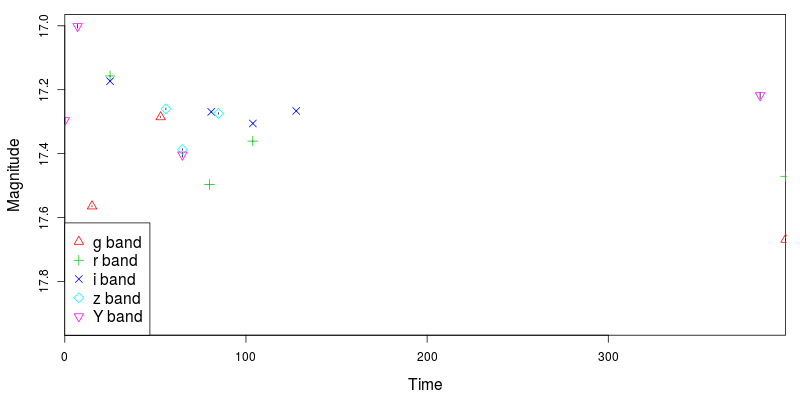 17.0
17.2
17.4
17.6
17.8
Magnitude
g band
r band
i band
z band
Y band
0
100
200
300
Time